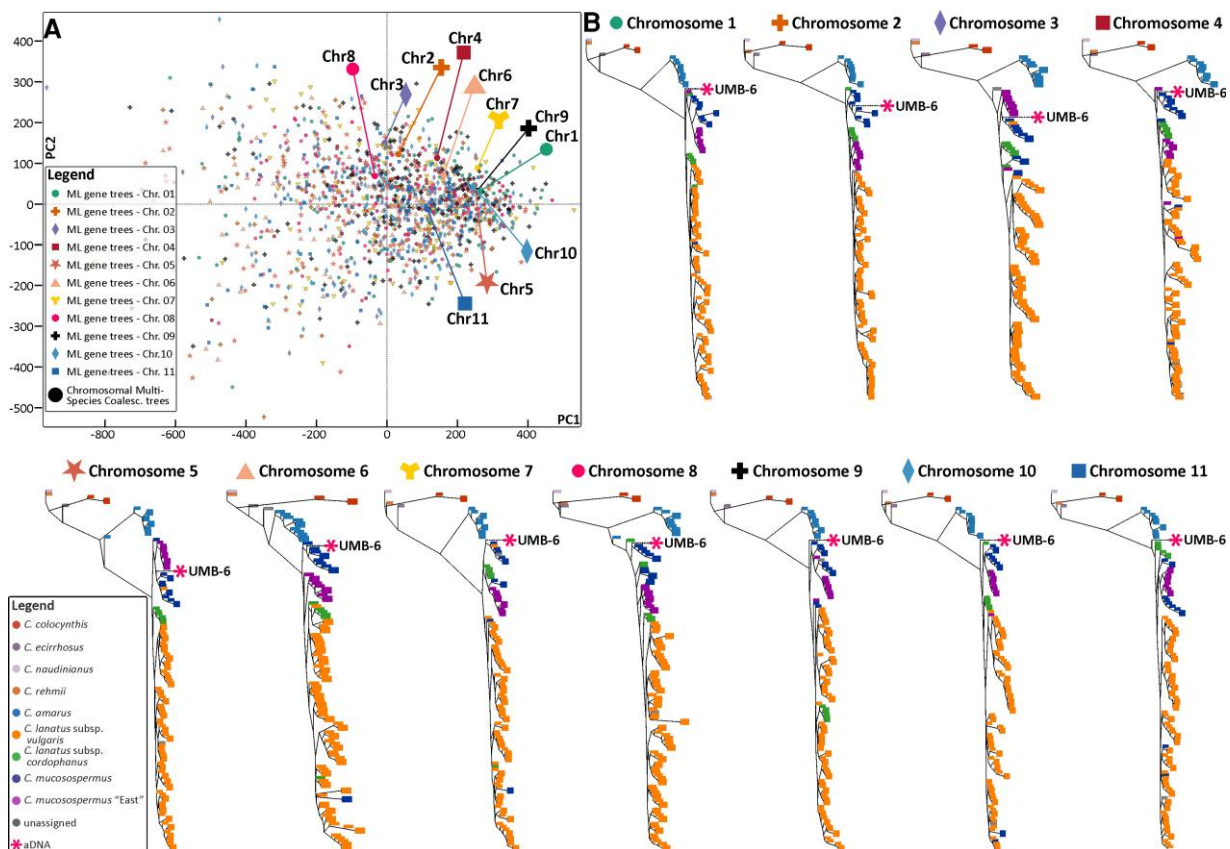 A
400
300
200
100
0
-100
-200
-300
-400
-500
PC2
PC1
-800
-600
-400
-200
0
200
400
Chr8
Chr3
Chr2
Chr4
Chr6
Chr7
Chr9
Chr1
Chr10
Chr5
Chr11
Legend
ML gene trees - Chr. 01
ML gene trees - Chr. 02
ML gene trees - Chr. 03
ML gene trees - Chr. 04
ML gene trees - Chr. 05
ML gene trees - Chr. 06
ML gene trees - Chr. 07
ML gene trees - Chr. 08
ML gene trees - Chr. 09
ML gene trees - Chr. 10
ML gene trees - Chr. 11
Chromosomal Multi-
Species Coalesc. trees
B
Chromosome 1
Chromosome 2
Chromosome 3
Chromosome 4
UMB-6
UMB-6
UMB-6
UMB-6
Chromosome 5
Chromosome 6
Chromosome 7
Chromosome 8
Chromosome 9
Chromosome 10
Chromosome 11
UMB-6
UMB-6
UMB-6
UMB-6
UMB-6
UMB-6
UMB-6
Legend
C. colocynthis
C. ecirrhosus
C. naudinianus
C. rehmii
C. amarus
C. lanatus subsp.
vulgaris
C. lanatus subsp.
cordophanus
C. mucosospermus
C. mucosospermus "East"
unassigned
aDNA